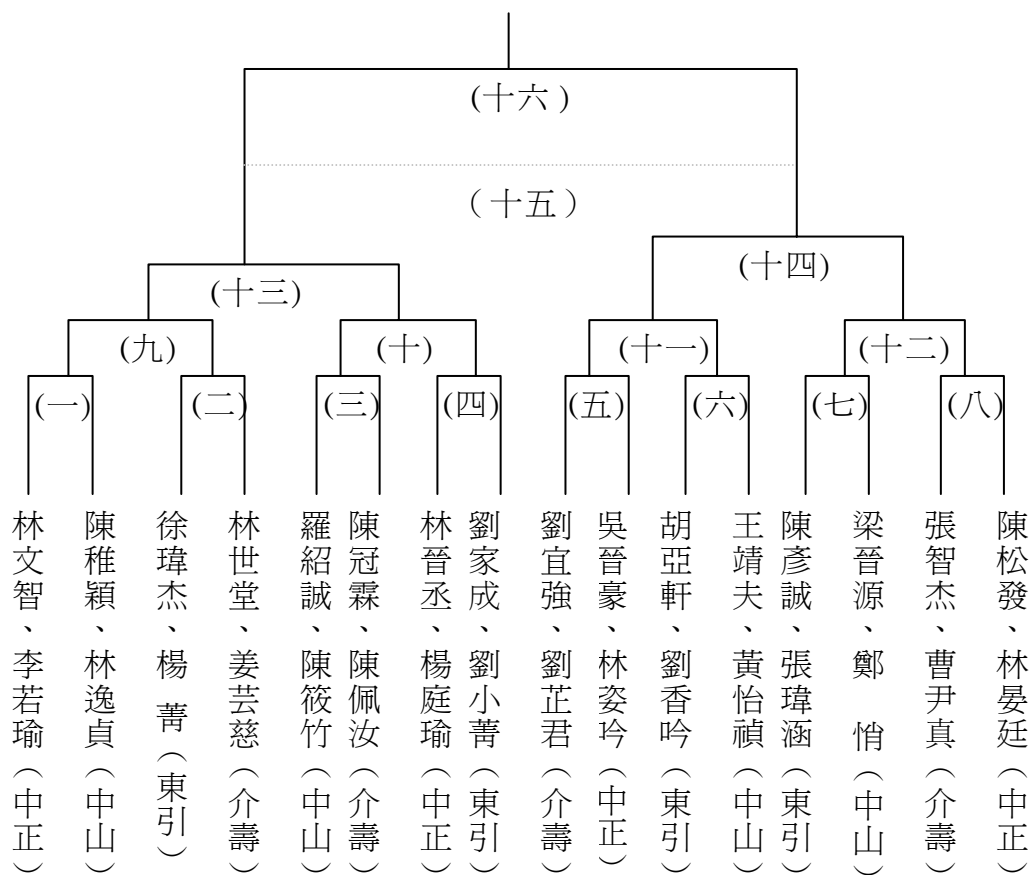 (十六)
(十五)
(十四)
(十三)
(九)
(十)
(十一)
(十二)
(一)
(二)
(三)
(四)
(五)
(六)
(七)
(八)
林文智、李若瑜(中正)
陳稚穎、林逸貞(中山)
徐瑋杰、楊 菁(東引)
林世堂、姜芸慈(介壽)
羅紹誠、陳筱竹(中山)
陳冠霖、陳佩汝(介壽)
林晉丞、楊庭瑜(中正)
劉家成、劉小菁(東引)
劉宜強、劉芷君(介壽)
吳晉豪、林姿吟(中正)
胡亞軒、劉香吟(東引)
王靖夫、黃怡禎(中山)
陳彥誠、張瑋涵(東引)
梁晉源、鄭 悄(中山)
張智杰、曹尹真(介壽)
陳松發、林晏廷(中正)